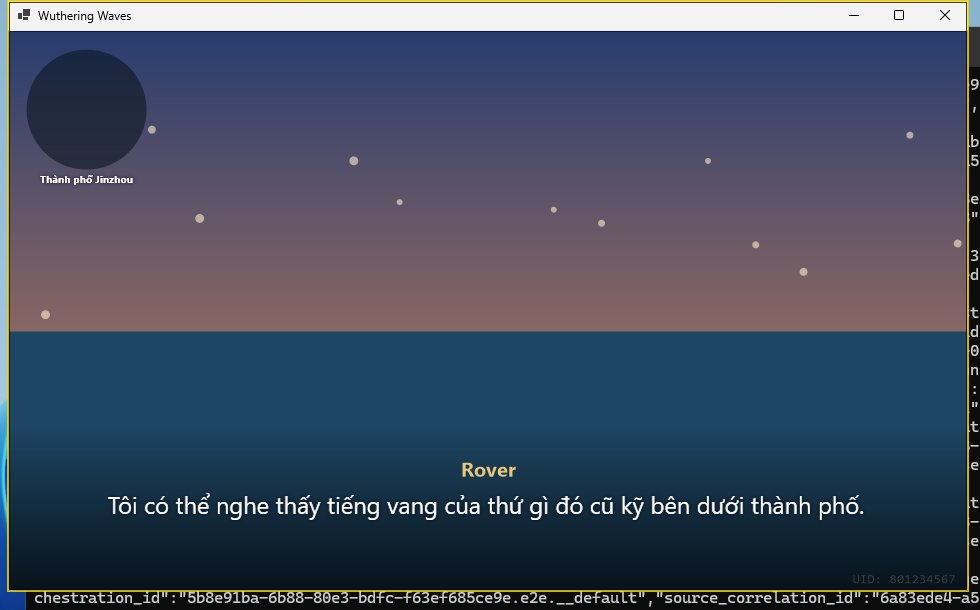 Wuthering Waves
Thành phố Jinzhou
Rover
Tôi có thể nghe thấy tiếng vang của thứ gì đó cũ kỹ bên dưới thành phố.
UID: 801234567
chestration_id":"5b8e91ba-6b88-80e3-bdfc-f63ef685ce9e.e2e.__default","source_correlation_id":"6a83ede4-a